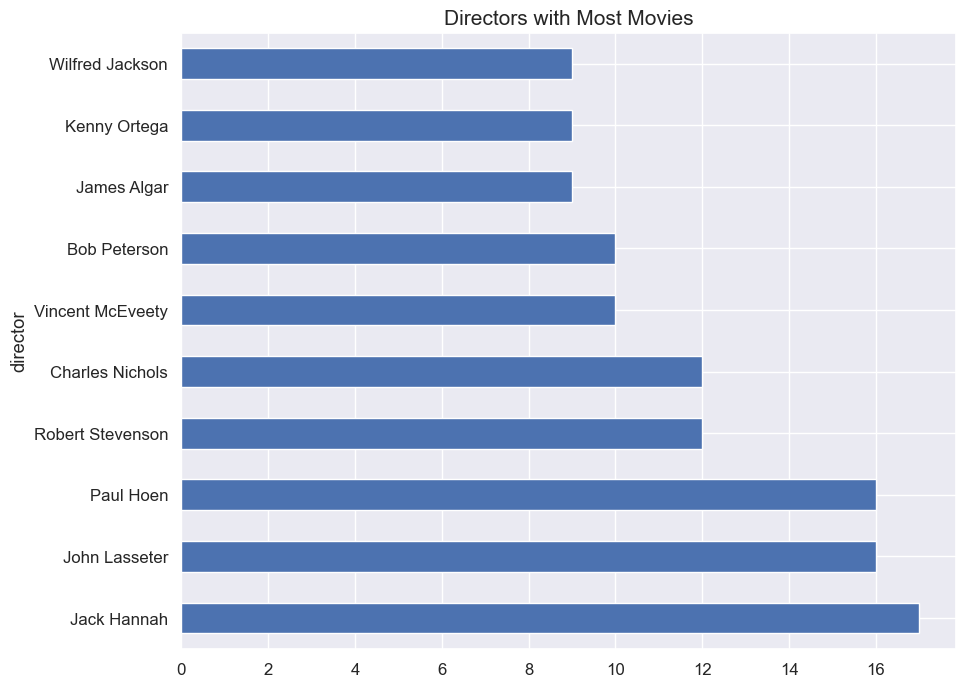 Directors with Most Movies
Wilfred Jackson
Kenny Ortega
James Algar
Bob Peterson
Vincent McEveety
director
Charles Nichols
Robert Stevenson
Paul Hoen
John Lasseter
Jack Hannah
0 2 4 6 8 10 12 14 16